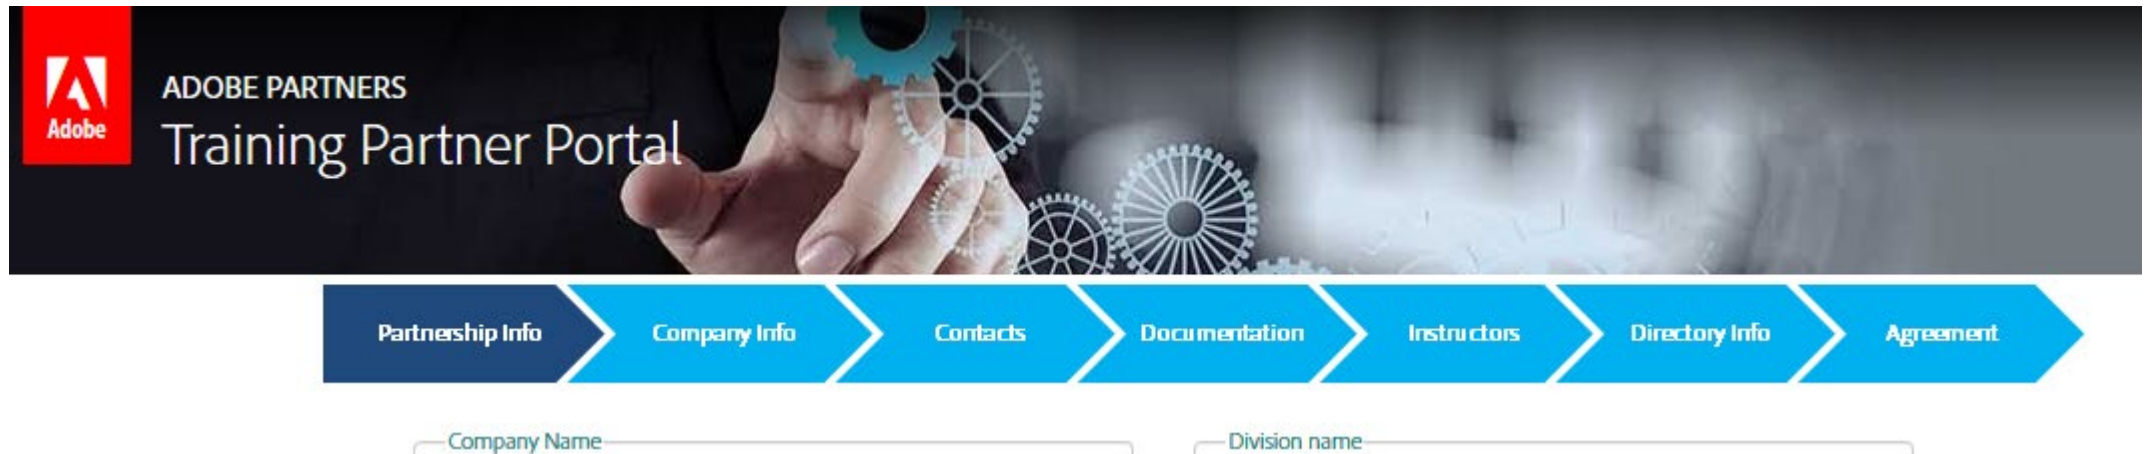 Adobe
ADOBE PARTNERS
Training Partner Portal
Partnership Info
Company Info
Contacts
Documentation
Instructors
Directory Info
Agreement
Company Name
Division name